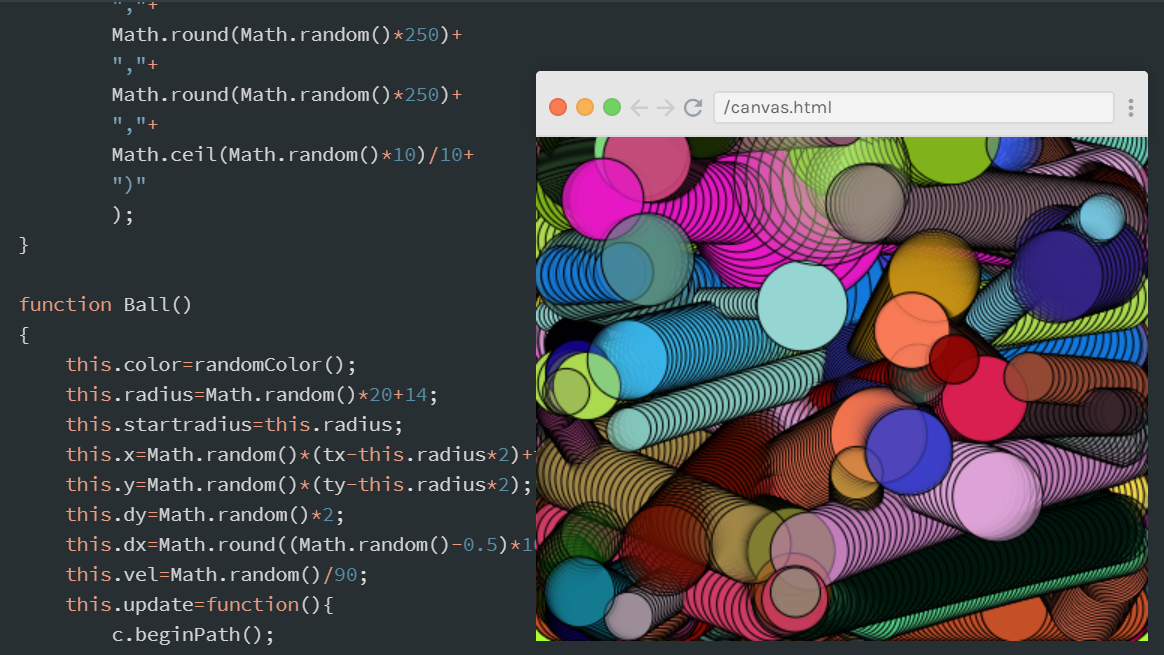 ","+
Math.round(Math.random()*250)+
","+
Math.round(Math.random()*250)+
","+
Math.ceil(Math.random()*10)/10+
")"
);
}
function Ball()
{
this.color=randomColor();
this.radius=Math.random()*20+14;
this.startradius=this.radius;
this.x=Math.random()*(tx-this.radius*2)+
this.y=Math.random()*(ty-this.radius*2);
this.dy=Math.random()*2;
this.dx=Math.round((Math.random()-0.5)*1
this.vel=Math.random()/90;
this.update=function(){
c.beginPath();
/canvas.html